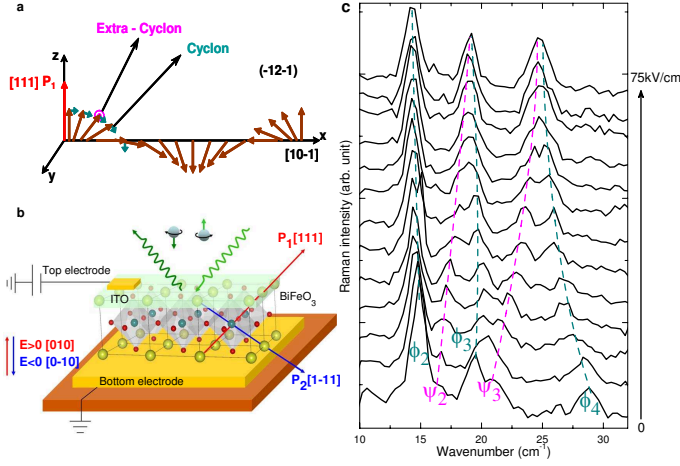 a
Extra - Cyclon
Cyclon
z
[111] P1
(-12-1)
x
[10-1]
y
b
P1[111]
Top electrode
ITO
BiFeO3
E>0 [010]
E<0 [0-10]
P2[1-11]
Bottom electrode
c
75kV/cm
0
Raman intensity (arb. unit)
ϕ2
ψ2
ϕ3
ψ3
ϕ4
10 15 20 25 30
Wavenumber (cm-1)